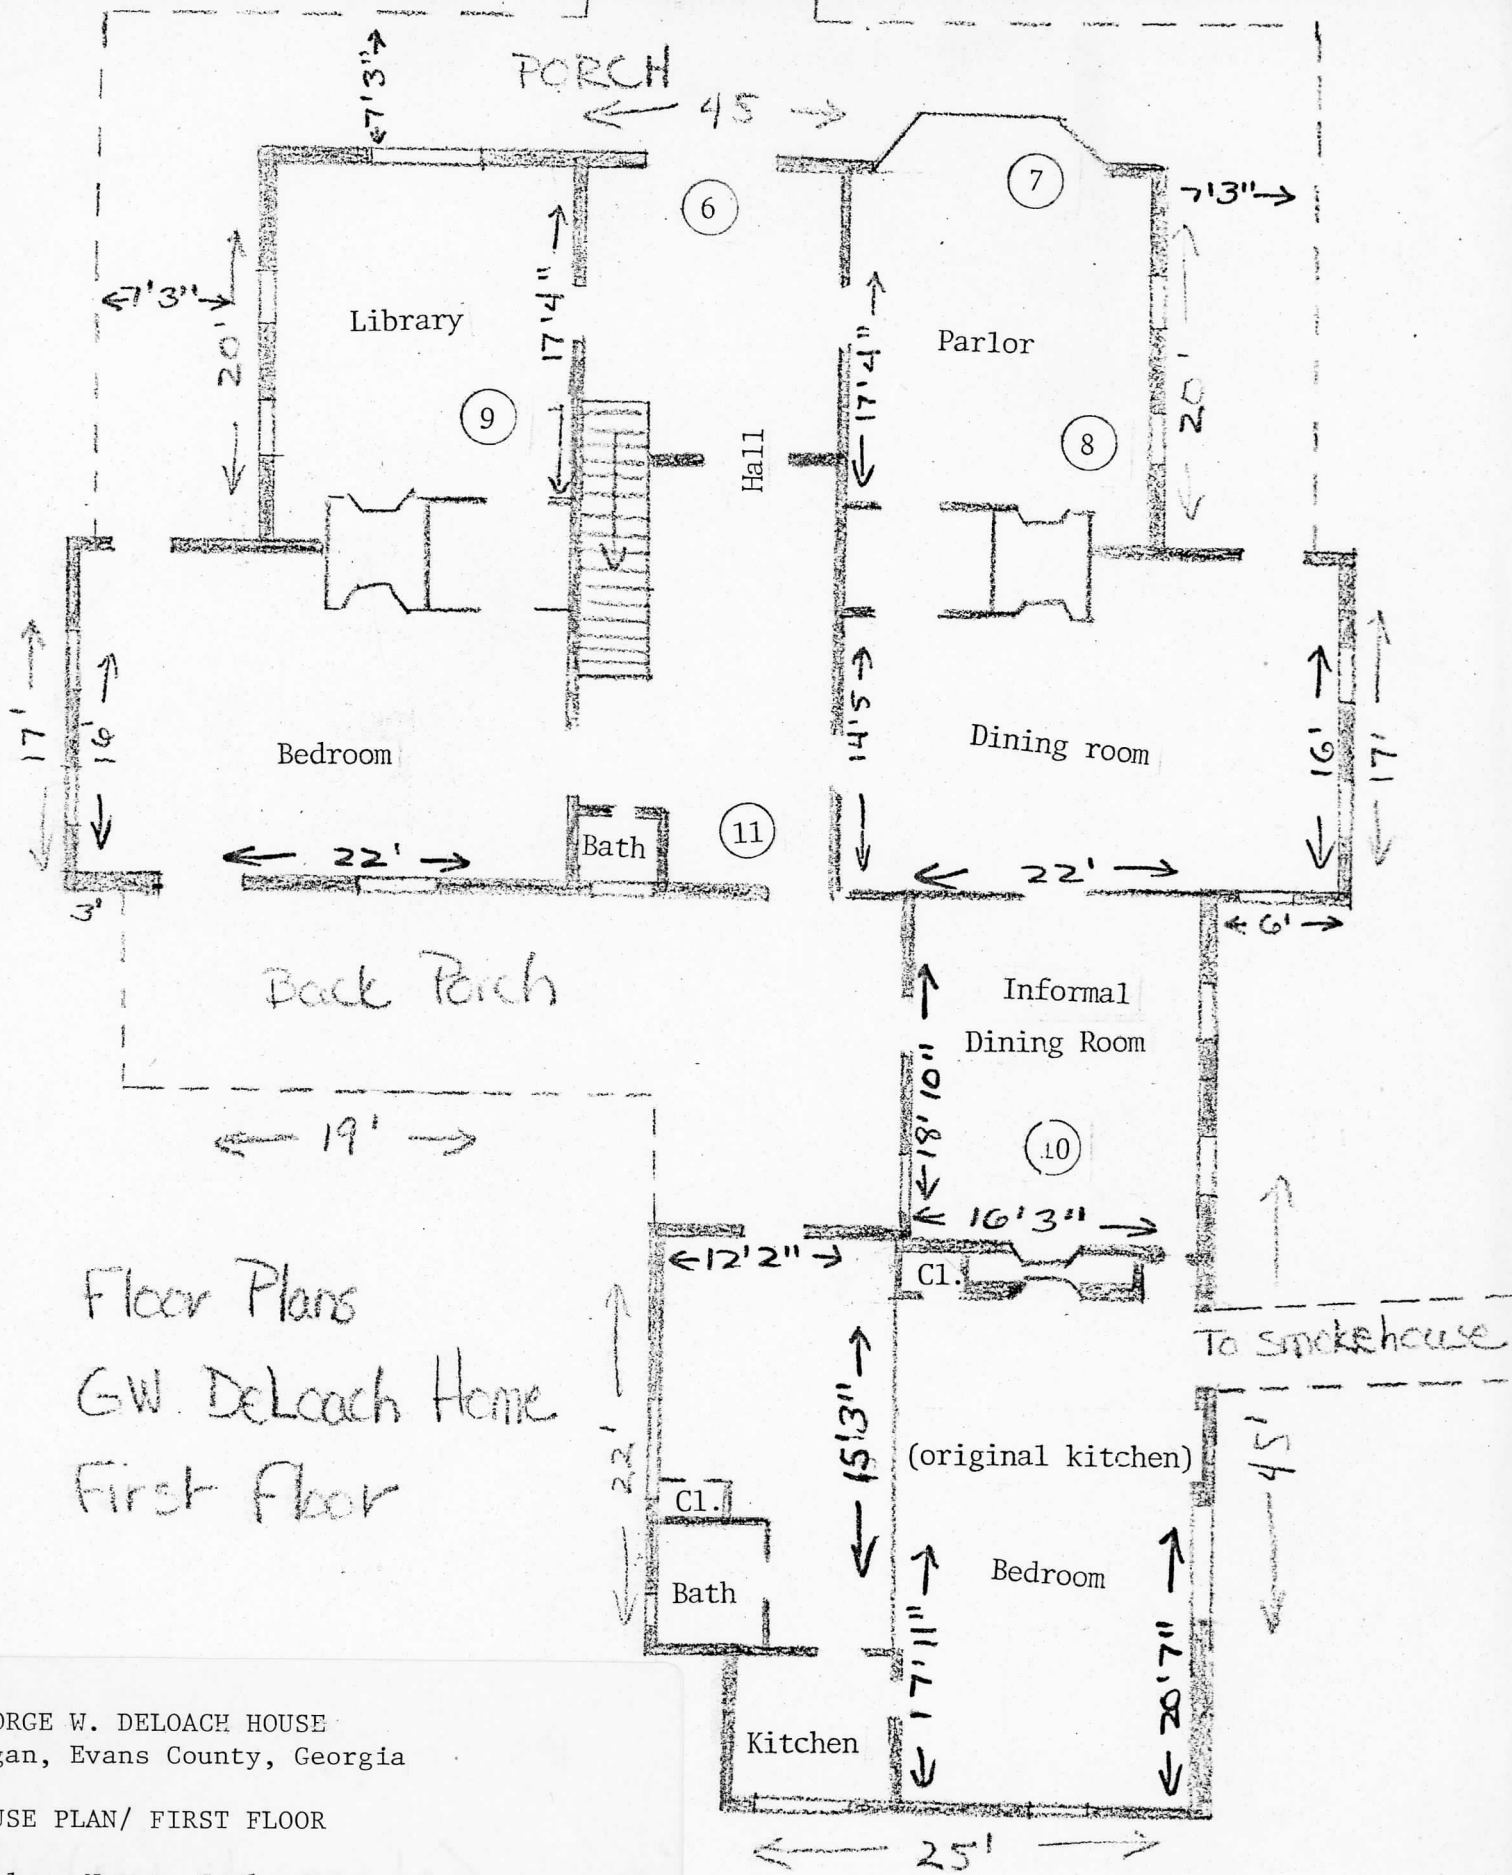 PORCH
7'3"
45
6
7
7'3"
7'3"
20'
Library
17'4"
Parlor
17'4"
20'
9
8
Hall
17'
16'
Bedroom
14'5
Dining room
16'
17'
22'
Bath
11
22'
3'
6'
Back Porch
Informal
Dining Room
18'10"
19'
10
16'3"
12'2"
Cl.
Floor Plans
GW. DeLoach Home
First Floor
To smokehouse
22'
15'3"
(original kitchen)
45'
Cl.
Bath
Bedroom
17'11"
20'7"
Kitchen
25'
ORGE W. DELOACH HOUSE
gan, Evans County, Georgia
USE PLAN/ FIRST FLOOR